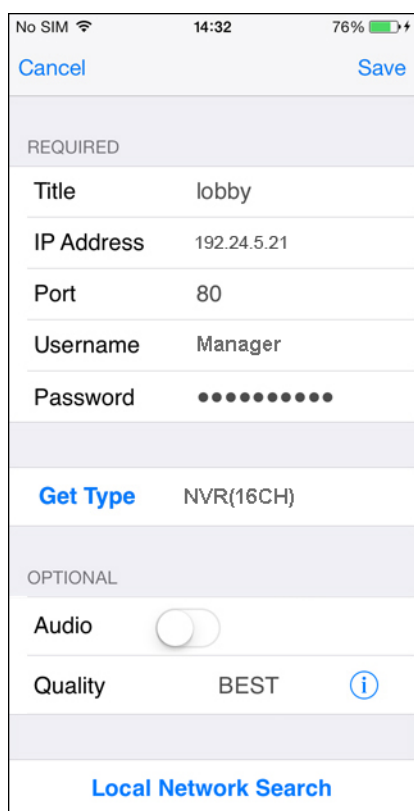 No SIM 14:32 76%
Cancel Save
REQUIRED
Title lobby
IP Address 192.24.5.21
Port 80
Username Manager
Password ●●●●●●●●●●
Get Type NVR(16CH)
OPTIONAL
Audio
Quality BEST i
Local Network Search